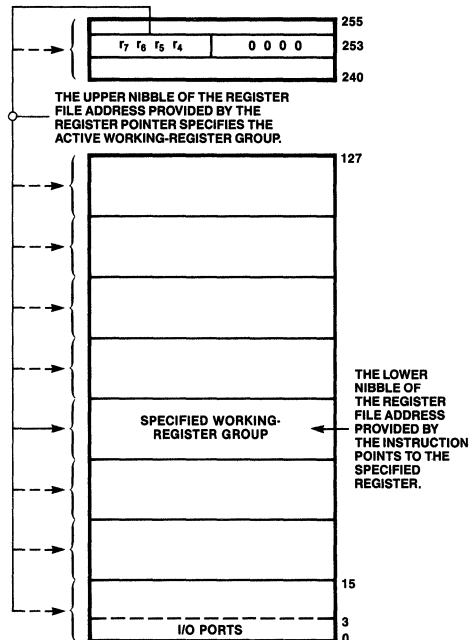 255
r7 r6 r5 r4 0 0 0 0 253
240
THE UPPER NIBBLE OF THE REGISTER
FILE ADDRESS PROVIDED BY THE
REGISTER POINTER SPECIFIES THE
ACTIVE WORKING-REGISTER GROUP.
127
SPECIFIED WORKING-
REGISTER GROUP
THE LOWER
NIBBLE OF
THE REGISTER
FILE ADDRESS
PROVIDED BY
THE INSTRUCTION
POINTS TO THE
SPECIFIED
REGISTER.
15
3
I/O PORTS
0